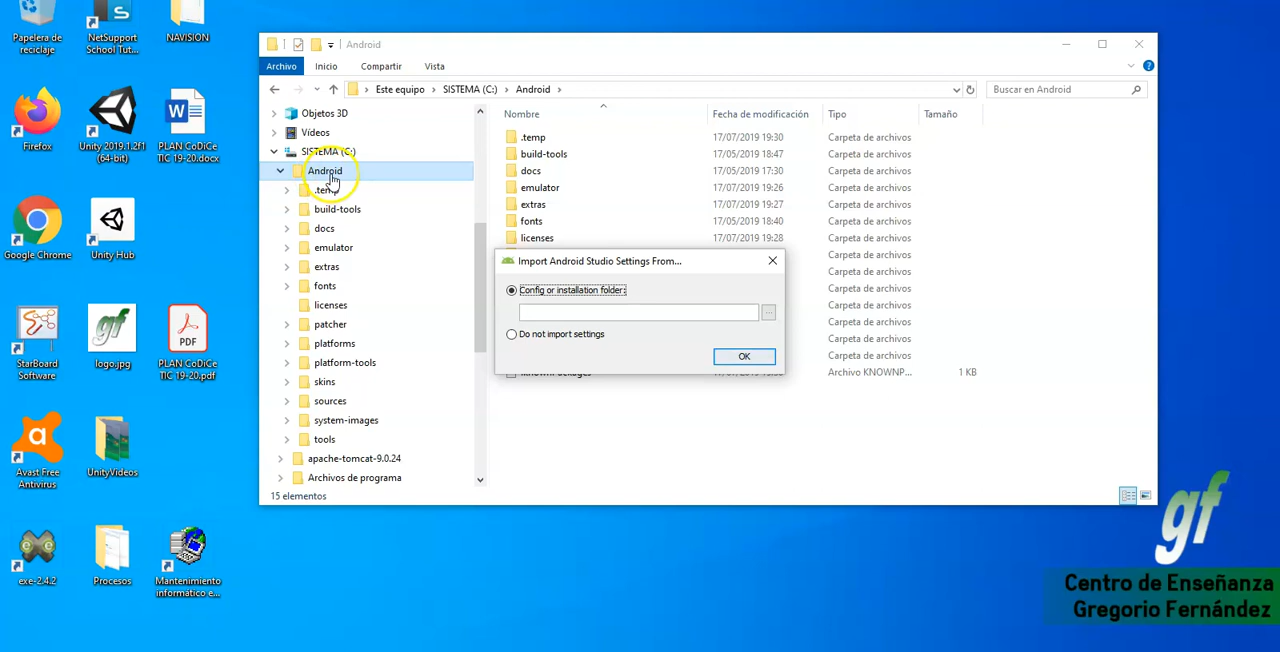 Papelera de
reciclaje
NetSupport
School Tut...
NAVISION
Firefox
Unity 2019.1.2f1
(64-bit)
PLAN CoDiCe
TIC 19-20.docx
Google Chrome
Unity Hub
StarBoard
Software
logo.jpg
PDF
PLAN CoDiCe
TIC 19-20.pdf
Avast Free
Antivirus
UnityVideos
exe-2.4.2
Procesos
Mantenimiento
informático e...
Android
Archivo
Inicio
Compartir
Vista
Este equipo
SISTEMA (C:)
Android
Buscar en Android
Objetos 3D
Vídeos
SISTEMA (C:)
Android
.temp
build-tools
docs
emulator
extras
fonts
licenses
patcher
platforms
platform-tools
skins
sources
system-images
tools
apache-tomcat-9.0.24
Archivos de programa
Nombre Fecha de modificación Tipo Tamaño
.temp 17/07/2019 19:30 Carpeta de archivos
build-tools 15/05/2019 18:47 Carpeta de archivos
docs 15/05/2019 17:30 Carpeta de archivos
emulator 17/07/2019 19:26 Carpeta de archivos
extras 17/07/2019 19:27 Carpeta de archivos
fonts 17/05/2019 18:40 Carpeta de archivos
licenses 17/07/2019 19:28 Carpeta de archivos
Carpeta de archivos
Carpeta de archivos
Carpeta de archivos
Carpeta de archivos
Carpeta de archivos
Carpeta de archivos
Carpeta de archivos
Archivo KNOWNP... 1 KB
Import Android Studio Settings From...
Config or installation folder:
...
Do not import settings
OK
15 elementos
gf
Centro de Enseñanza
Gregorio Fernández